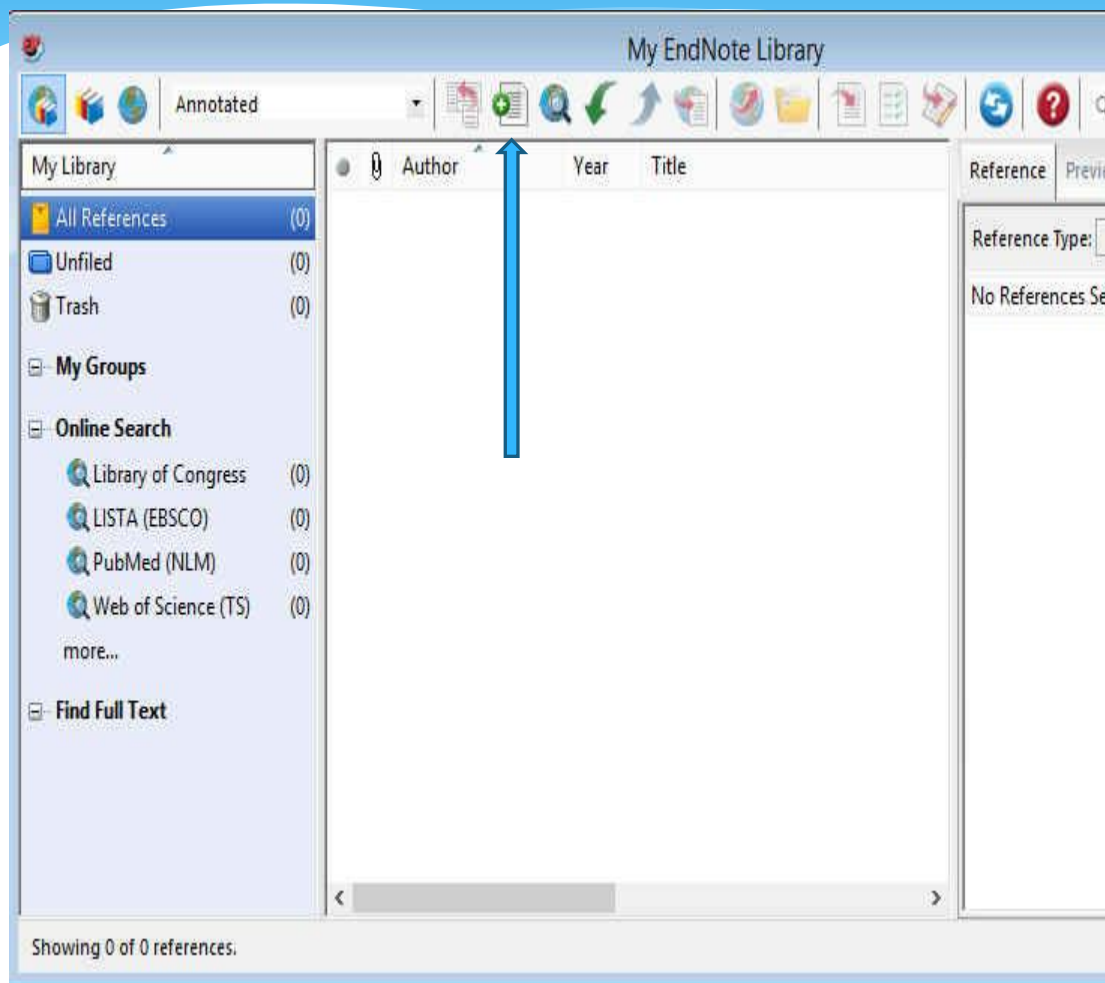 My EndNote Library
Annotated
My Library
Author Year Title
Reference
All References (0)
Reference Type:
Unfiled (0)
No References
Trash (0)
My Groups
Online Search
Library of Congress (0)
LISTA (EBSCO) (0)
PubMed (NLM) (0)
Web of Science (TS) (0)
more...
Find Full Text
Showing 0 of 0 references.